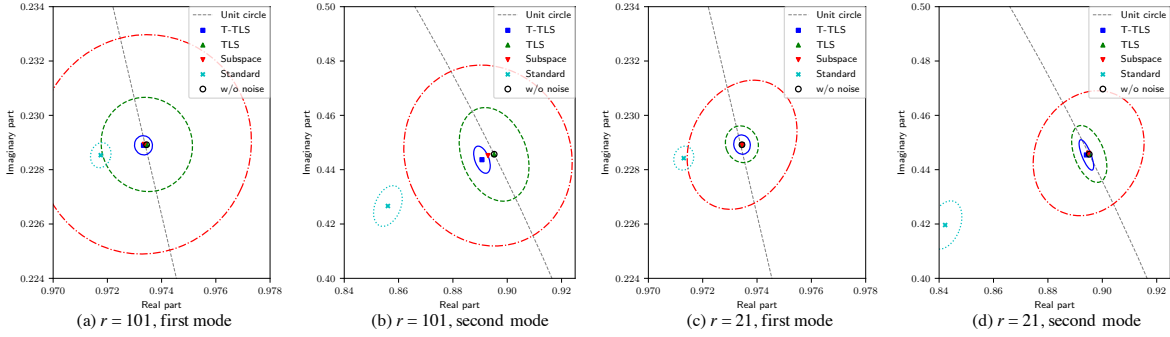 0.234
0.232
0.230
0.228
0.226
0.224
Imaginary part
0.970
0.972
0.974
0.976
0.978
Real part
Unit circle
T-TLS
TLS
Subspace
Standard
w/o noise
(a) r = 101, first mode
0.50
0.48
0.46
0.44
0.42
0.40
Imaginary part
0.84
0.86
0.88
0.90
0.92
Real part
Unit circle
T-TLS
TLS
Subspace
Standard
w/o noise
(b) r = 101, second mode
0.234
0.232
0.230
0.228
0.226
0.224
Imaginary part
0.970
0.972
0.974
0.976
0.978
Real part
Unit circle
T-TLS
TLS
Subspace
Standard
w/o noise
(c) r = 21, first mode
0.50
0.48
0.46
0.44
0.42
0.40
Imaginary part
0.84
0.86
0.88
0.90
0.92
Real part
Unit circle
T-TLS
TLS
Subspace
Standard
w/o noise
(d) r = 21, second mode